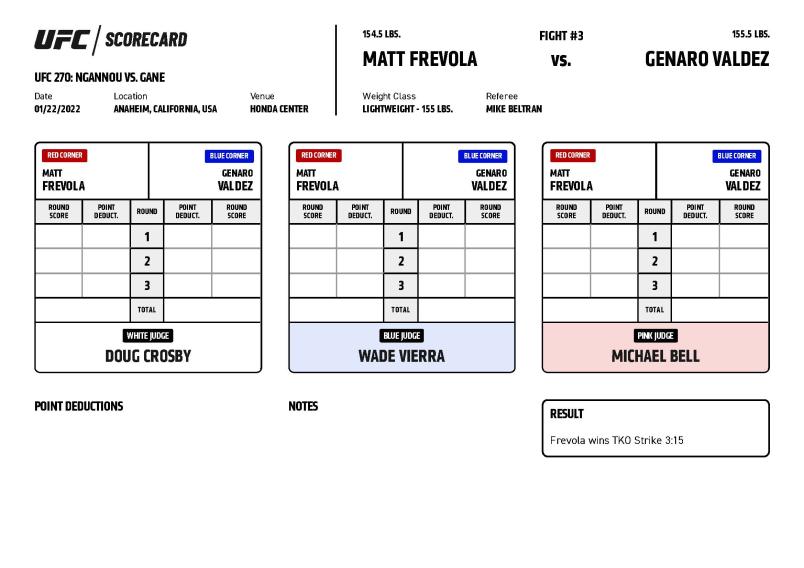 UFC / SCORECARD
UFC 270: NGANNOU VS. GANE
Date Location Venue
01/22/2022 ANAHEIM, CALIFORNIA, USA HONDA CENTER
154.5 LBS. FIGHT #3 155.5 LBS.
MATT FREVOLA VS. GENARO VALDEZ
Weight Class Referee
LIGHTWEIGHT - 155 LBS. MIKE BELTRAN
RED CORNER BLUE CORNER
MATT GENARO
FREVOLA VALDEZ
ROUND SCORE POINT DEDUCT. ROUND POINT DEDUCT. ROUND SCORE
1
2
3
TOTAL
WHITE JUDGE
DOUG CROSBY
RED CORNER BLUE CORNER
MATT GENARO
FREVOLA VALDEZ
ROUND SCORE POINT DEDUCT. ROUND POINT DEDUCT. ROUND SCORE
1
2
3
TOTAL
BLUE JUDGE
WADE VIERRA
RED CORNER BLUE CORNER
MATT GENARO
FREVOLA VALDEZ
ROUND SCORE POINT DEDUCT. ROUND POINT DEDUCT. ROUND SCORE
1
2
3
TOTAL
PINK JUDGE
MICHAEL BELL
POINT DEDUCTIONS
NOTES
RESULT
Frevola wins TKO Strike 3:15